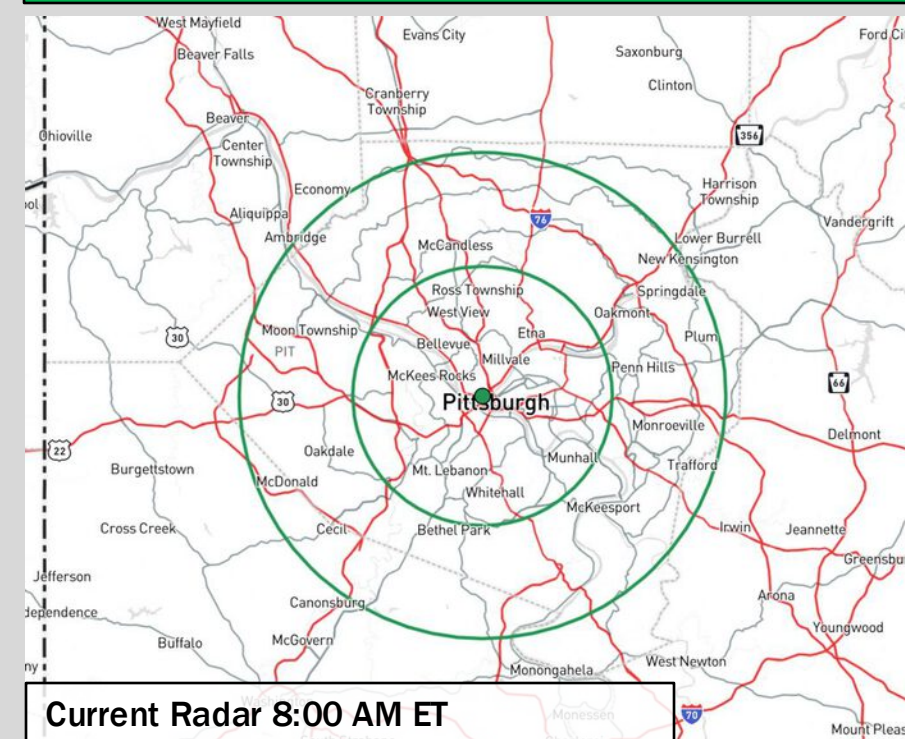 West Mayfield
Evans City
Ford Ci
Beaver Falls
Saxonburg
Clinton
Cranberry
Township
Beaver
Ohioville
356
Center
Township
Economy
Harrison
Township
Aliquippa
76
Vandergrift
Ambridge
McCandless
Lower Burrell
New Kensington
Ross Township
Springdale
West View
Oakmont
Moon Township
Etna
30
Plum
Bellevue
PIT
Millvale
Penn Hills
McKees Rocks
66
30
Pittsburgh
Monroeville
Delmont
22
Oakdale
Munhall
Burgettstown
Mt. Lebanon
Trafford
McDonald
Whitehall
McKeesport
Cross Creek
Cecil
Bethel Park
Irwin
Jeannette
Greensbu
Jefferson
Arona
dependence
Canonsburg
Youngwood
Buffalo
McGovern
West Newton
ny
Monongahela
Current Radar 8:00 AM ET
Monessen
70
Mount Pleas